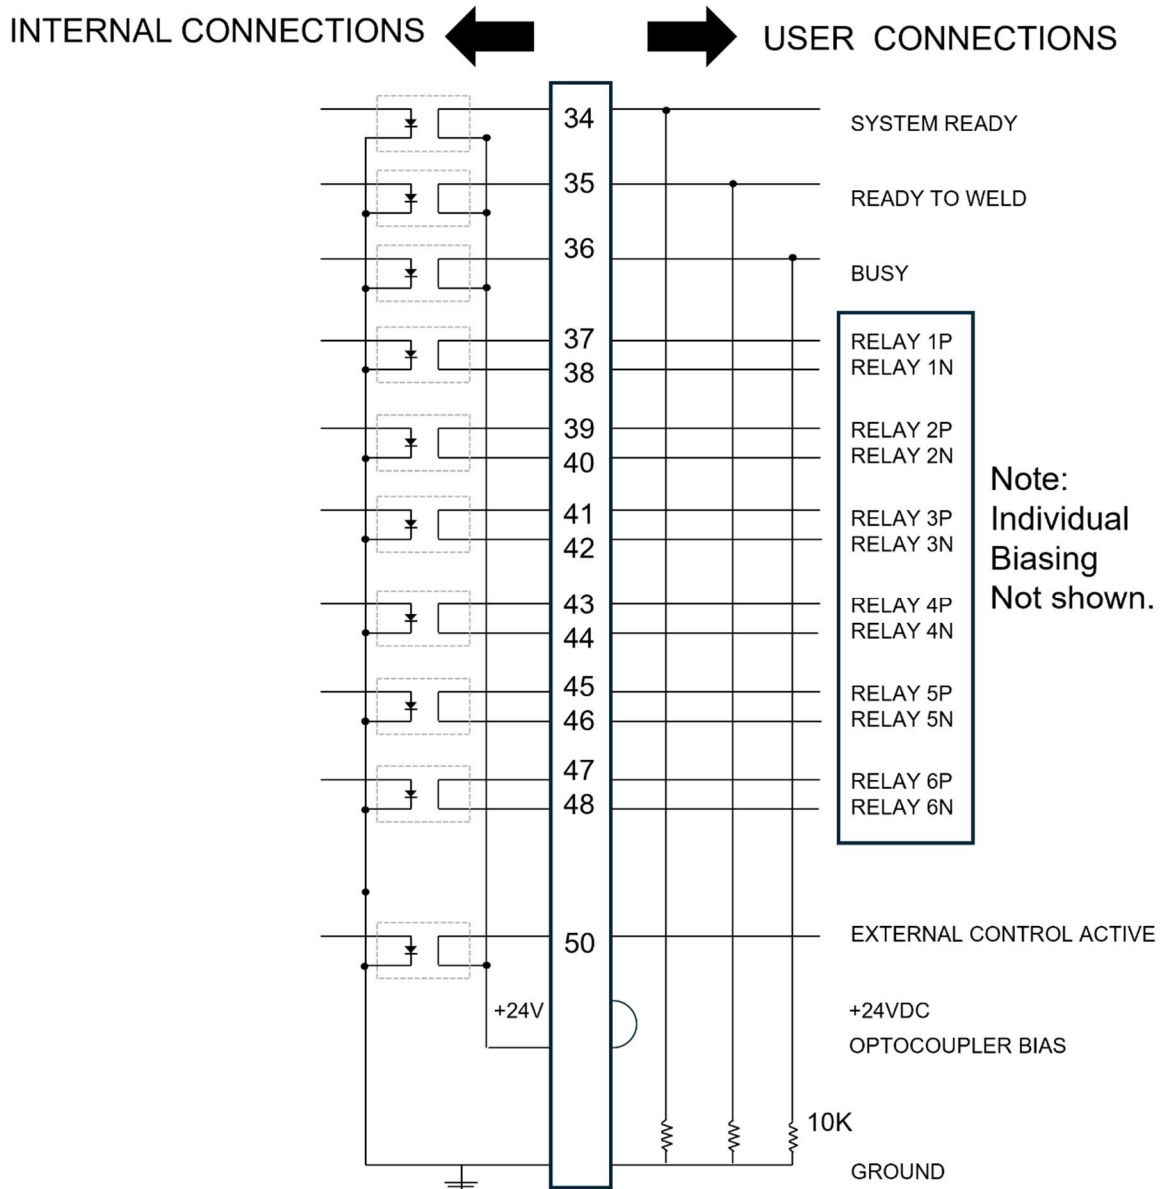 INTERNAL CONNECTIONS
USER CONNECTIONS
34
SYSTEM READY
35
READY TO WELD
36
BUSY
37
RELAY 1P
38
RELAY 1N
39
RELAY 2P
40
RELAY 2N
Note:
Individual
Biasing
Not shown.
41
RELAY 3P
42
RELAY 3N
43
RELAY 4P
44
RELAY 4N
45
RELAY 5P
46
RELAY 5N
47
RELAY 6P
48
RELAY 6N
50
EXTERNAL CONTROL ACTIVE
+24V
+24VDC
OPTOCOUPLER BIAS
10K
GROUND